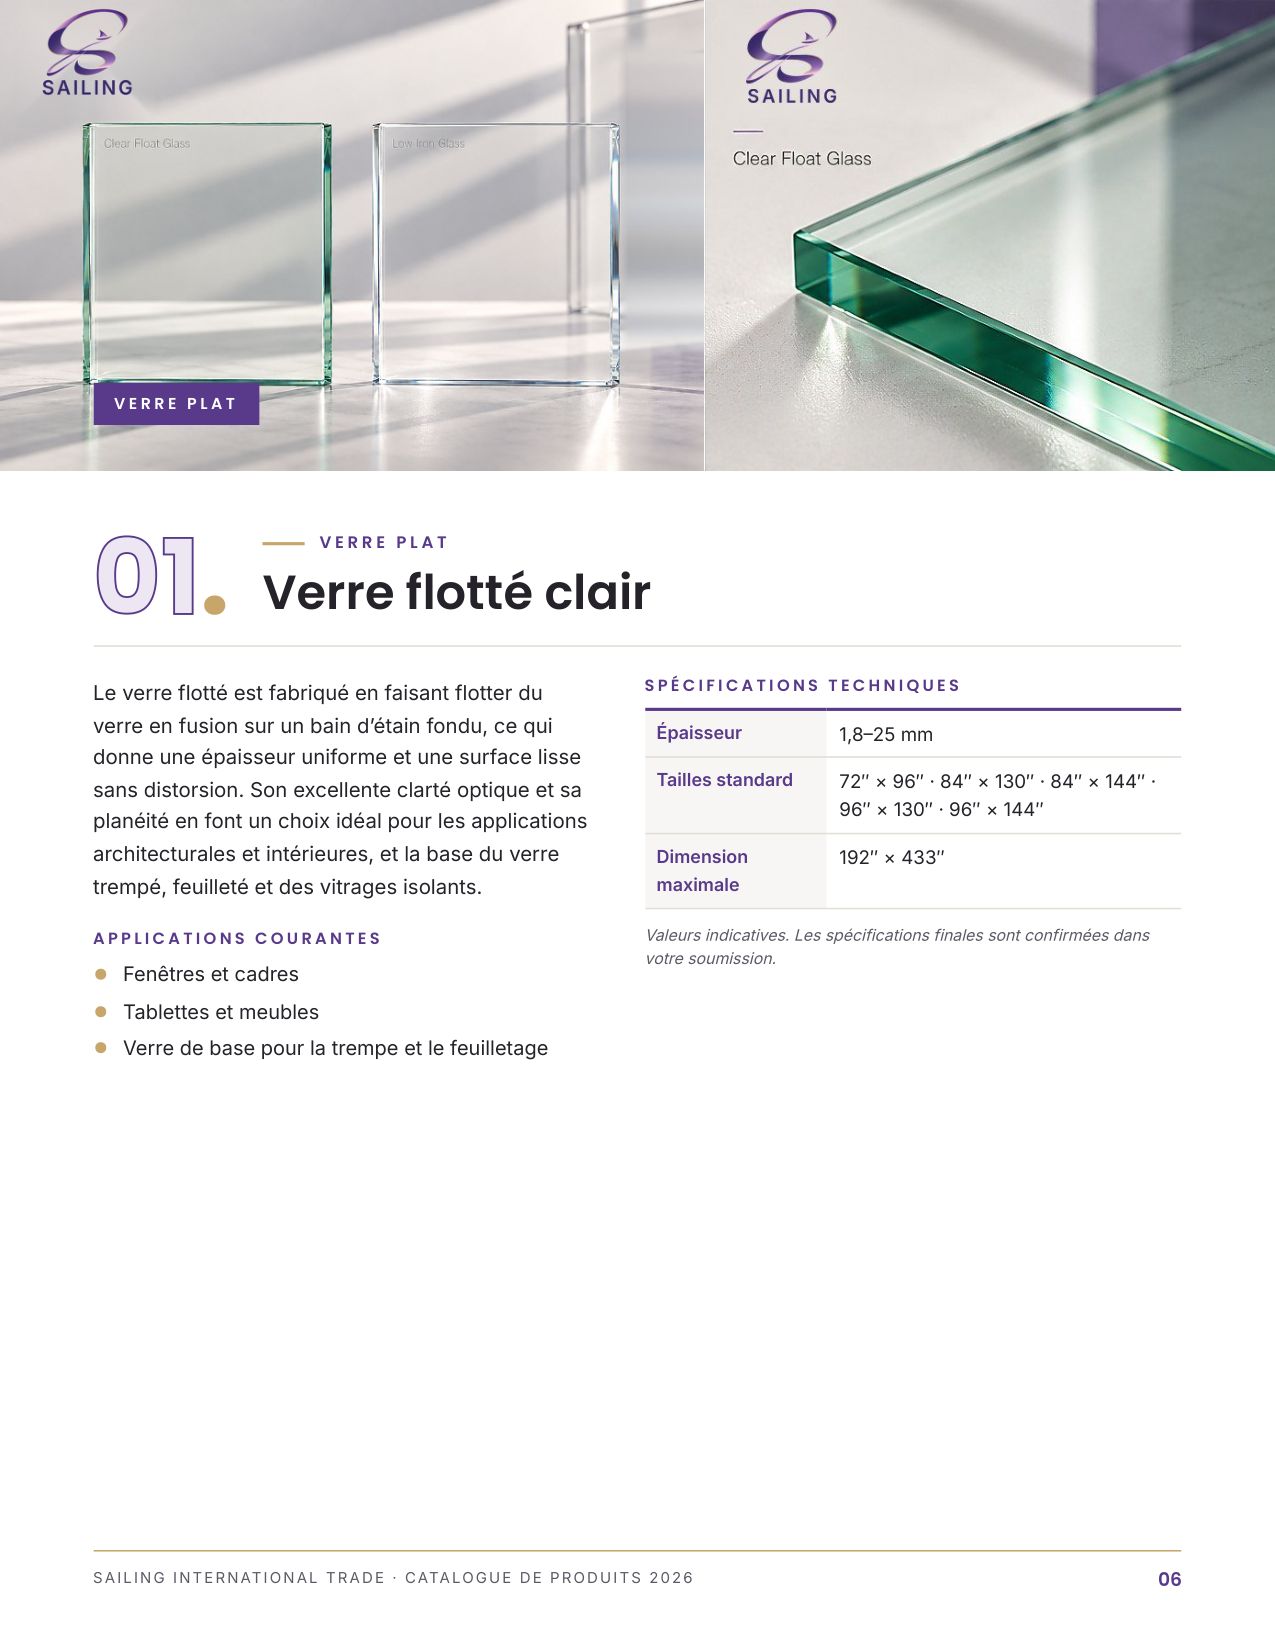 SAILING
Clear Float Glass
Low Iron Glass
VERRE PLAT
SAILING
Clear Float Glass
01.
VERRE PLAT
Verre flotté clair
Le verre flotté est fabriqué en faisant flotter du
verre en fusion sur un bain d’étain fondu, ce qui
donne une épaisseur uniforme et une surface lisse
sans distorsion. Son excellente clarté optique et sa
planéité en font un choix idéal pour les applications
architecturales et intérieures, et la base du verre
trempé, feuilleté et des vitrages isolants.
APPLICATIONS COURANTES
Fenêtres et cadres
Tablettes et meubles
Verre de base pour la trempe et le feuilletage
SPÉCIFICATIONS TECHNIQUES
Épaisseur 1,8–25 mm
Tailles standard 72″ × 96″ · 84″ × 130″ · 84″ × 144″ ·
96″ × 130″ · 96″ × 144″
Dimension 192″ × 433″
maximale
Valeurs indicatives. Les spécifications finales sont confirmées dans
votre soumission.
SAILING INTERNATIONAL TRADE · CATALOGUE DE PRODUITS 2026 06